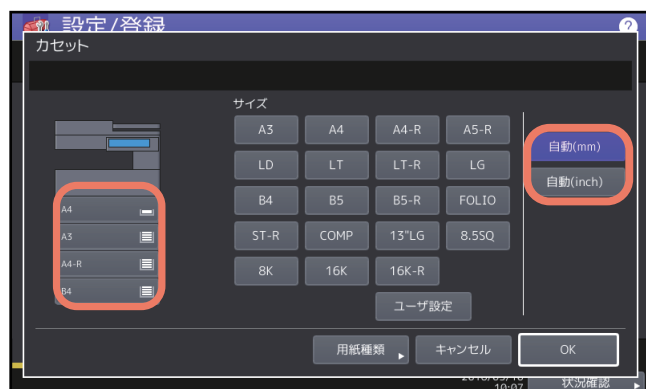 設定/登録 ?
カセット
サイズ
A3 A4 A4-R A5-R
自動(mm)
LD LT LT-R LG
自動(inch)
A4
B4 B5 B5-R FOLIO
A3
ST-R COMP 13"LG 8.5SQ
A4-R
8K 16K 16K-R
B4
ユーザ設定
用紙種類 キャンセル OK
10:07 状況確認